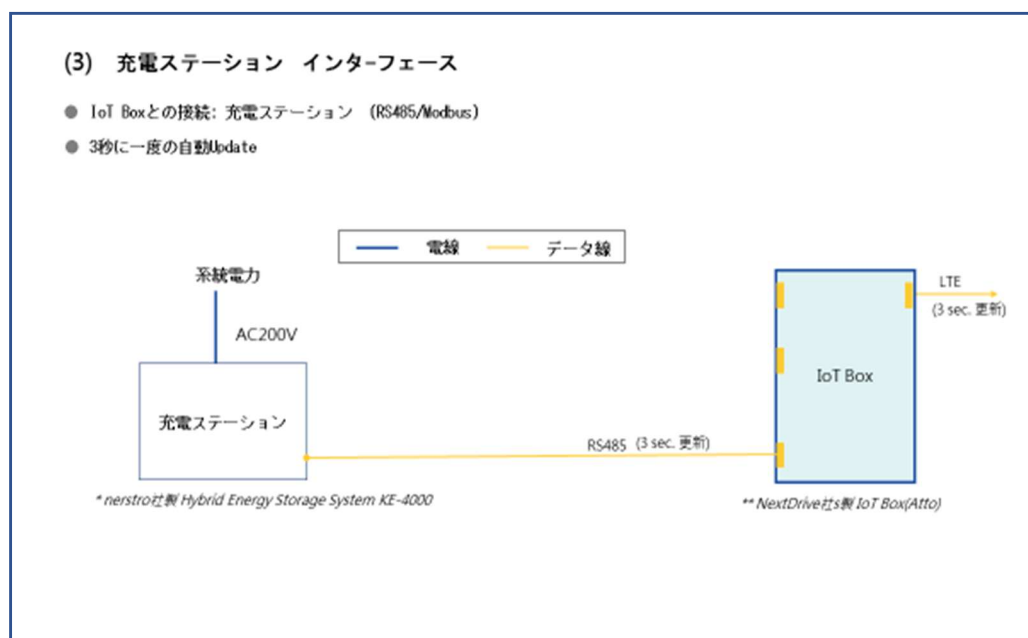 (3) 充電ステーション インタ-フェース
● IoT Boxとの接続: 充電ステーション (RS485/Modbus)
● 3秒に一度の自動Update
電線 データ線
系統電力
AC200V
充電ステーション
* nerstro社製 Hybrid Energy Storage System KE-4000
RS485 (3 sec. 更新)
IoT Box
LTE
(3 sec. 更新)
** NextDrive社s製 IoT Box(Atto)